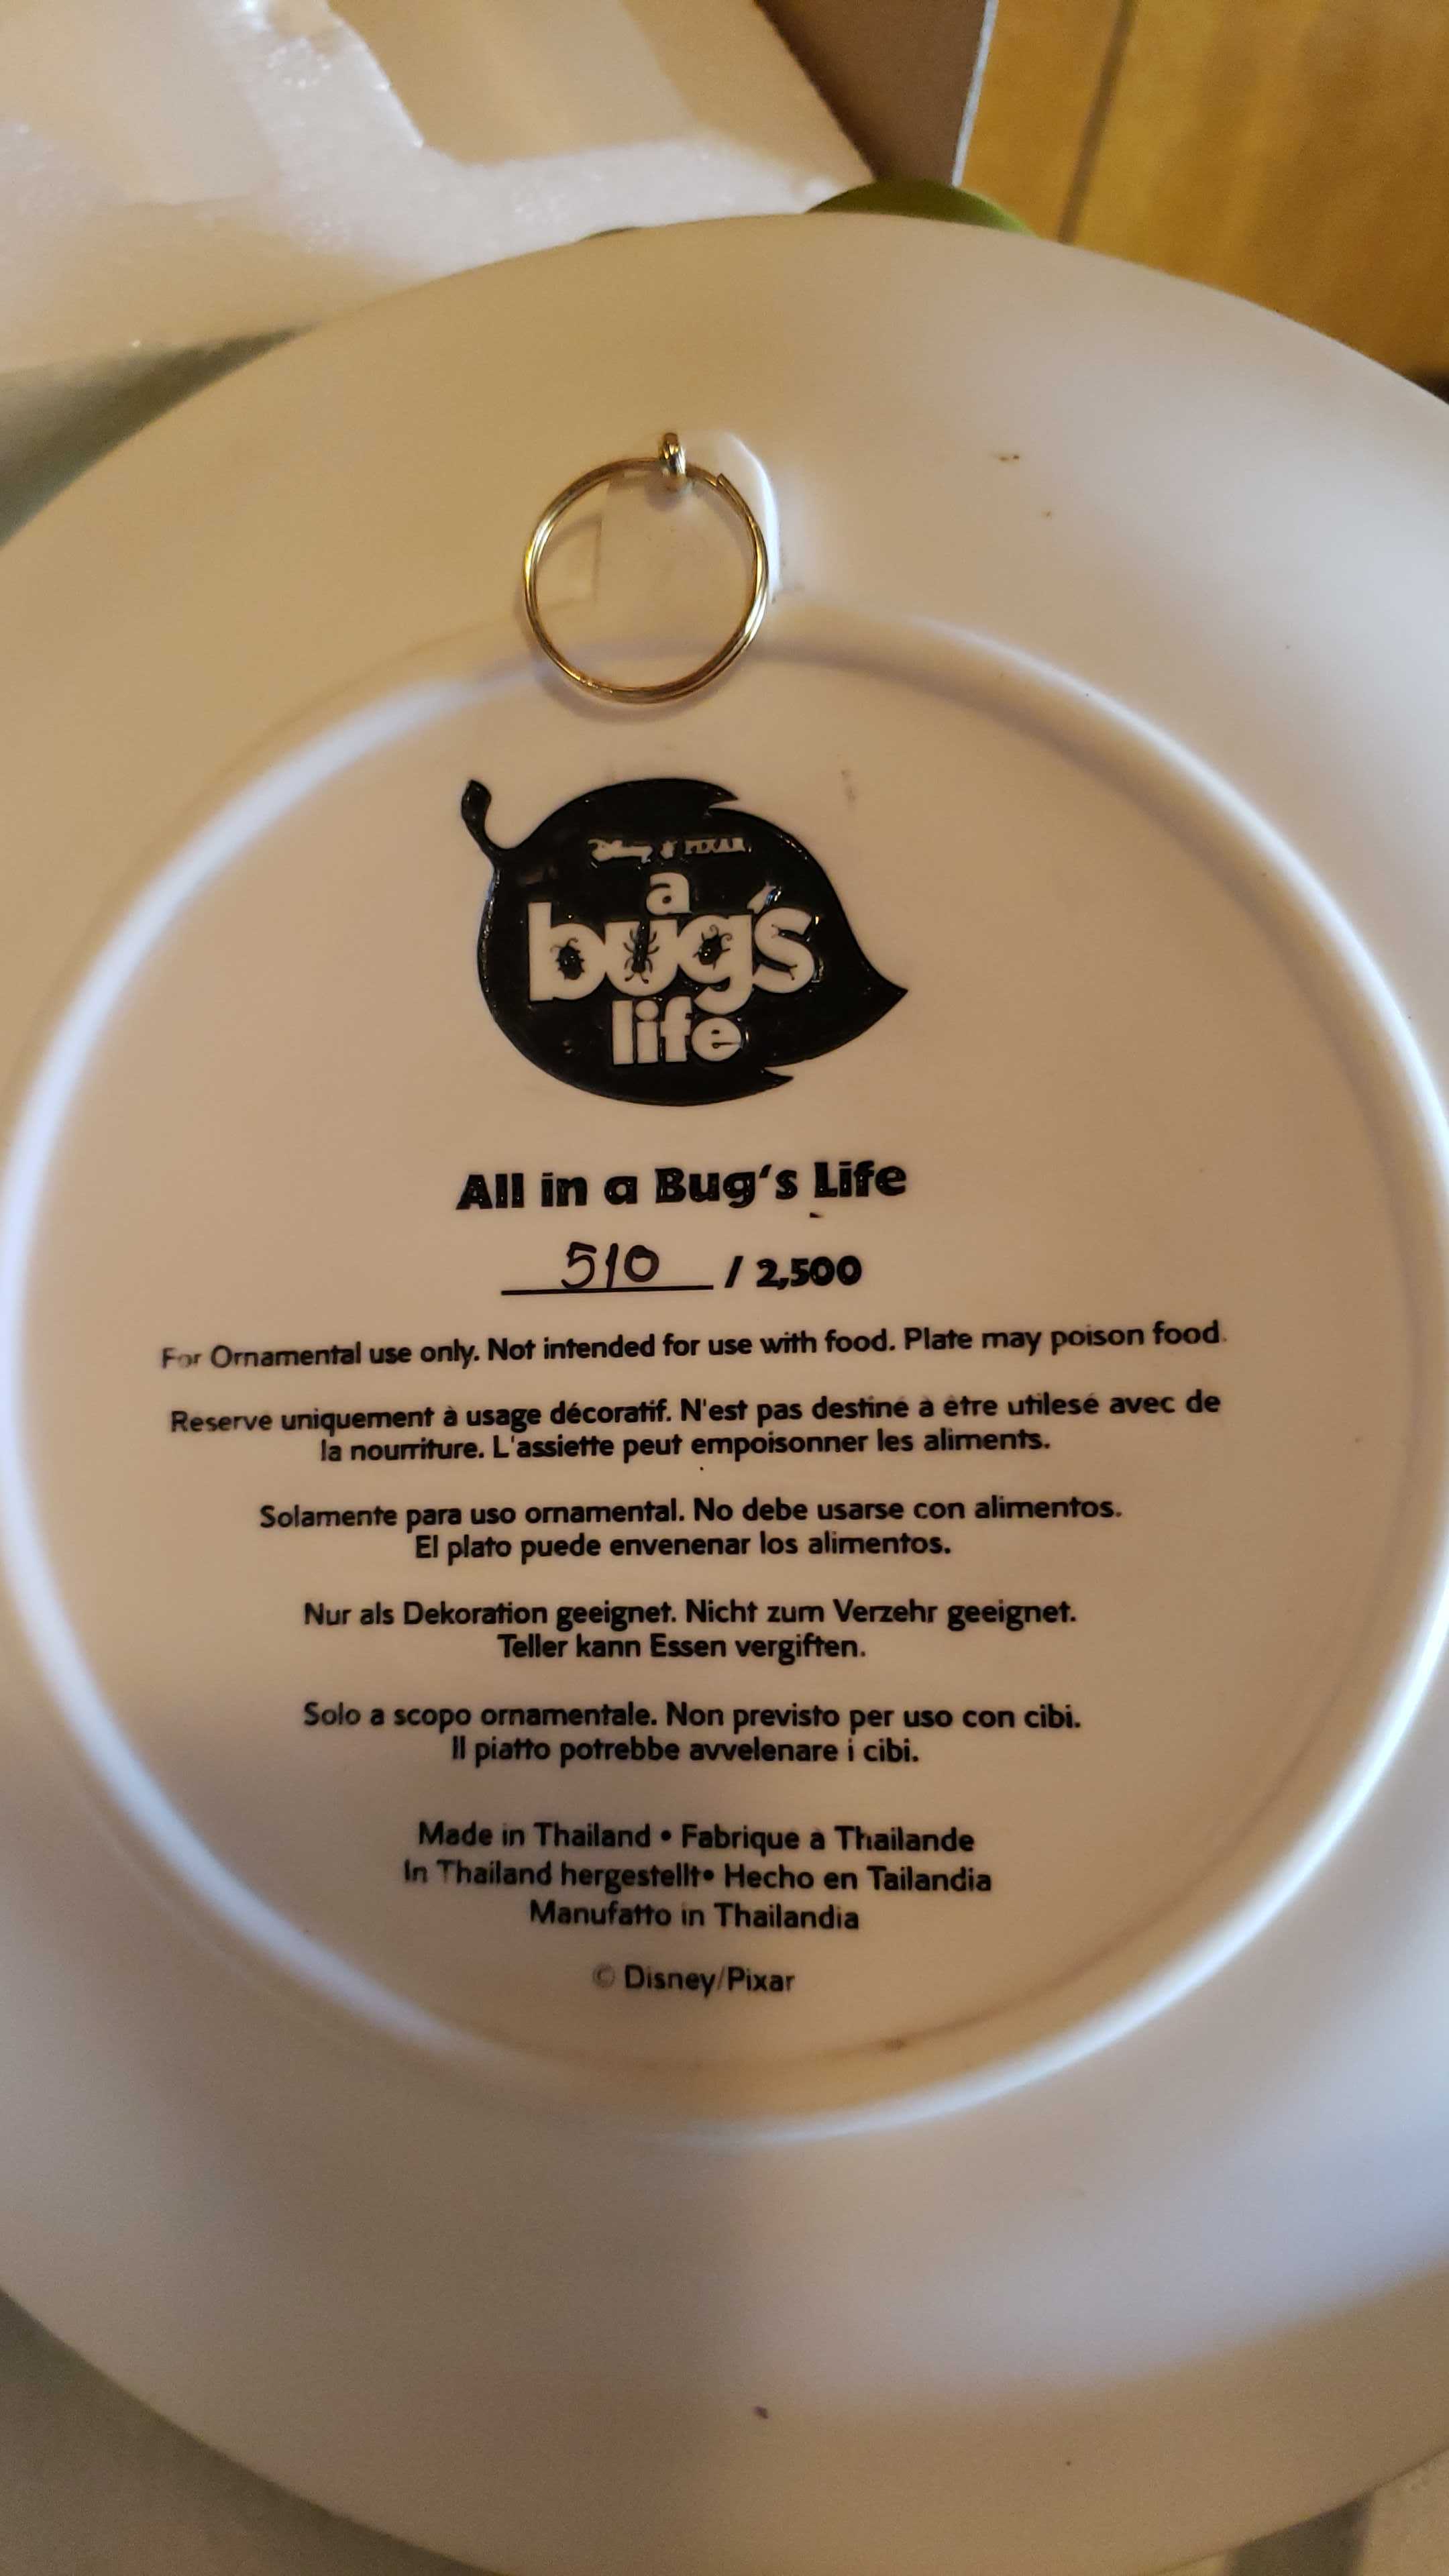 Disney · PIXAR
a
bug's
life
All in a Bug's Life
510 / 2,500
For Ornamental use only. Not intended for use with food. Plate may poison food.
Reservé uniquement à usage décoratif. N'est pas destiné à être utilesé avec de
la nourriture. L'assiette peut empoisonner les aliments.
Solamente para uso ornamental. No debe usarse con alimentos.
El plato puede envenenar los alimentos.
Nur als Dekoration geeignet. Nicht zum Verzehr geeignet.
Teller kann Essen vergiften.
Solo a scopo ornamentale. Non previsto per uso con cibi.
Il piatto potrebbe avvelenare i cibi.
Made in Thailand • Fabrique à Thailande
In Thailand hergestellt• Hecho en Tailandia
Manufatto in Thailandia
© Disney/Pixar